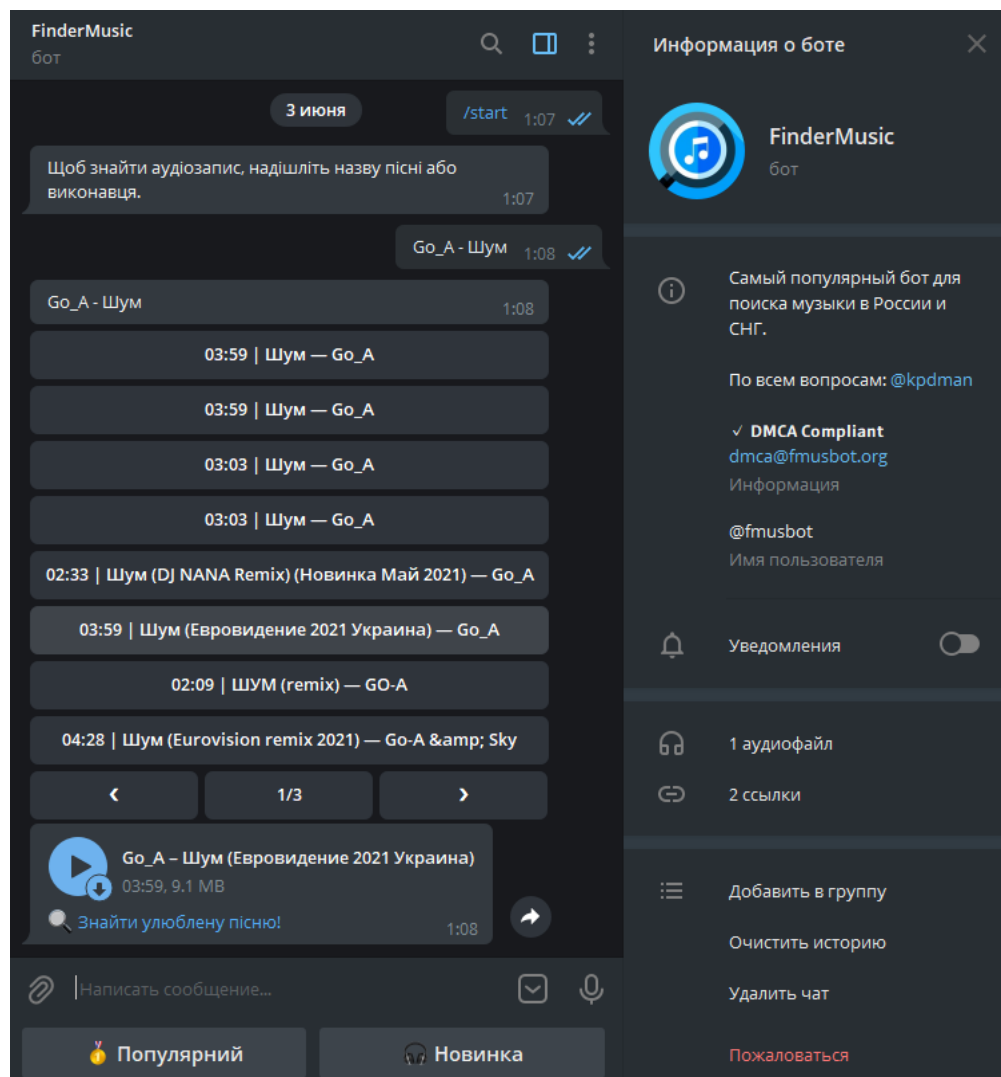 FinderMusic
бот
3 июня
/start 1:07
Щоб знайти аудіозапис, надішліть назву пісні або
виконавця.
1:07
Go_A - Шум 1:08
Go_A - Шум
1:08
03:59 | Шум — Go_A
03:59 | Шум — Go_A
03:03 | Шум — Go_A
03:03 | Шум — Go_A
02:33 | Шум (DJ NANA Remix) (Новинка Май 2021) — Go_A
03:59 | Шум (Евровидение 2021 Украина) — Go_A
02:09 | ШУМ (remix) — GO-A
04:28 | Шум (Eurovision remix 2021) — Go-A &amp; Sky
1/3
Go_A – Шум (Евровидение 2021 Украина)
03:59, 9.1 MB
Знайти улюблену пісню!
1:08
Написать сообщение...
Популярний
Новинка
Информация о боте
FinderMusic
бот
Самый популярный бот для
поиска музыки в России и
СНГ.
По всем вопросам: @kpdman
✓ DMCA Compliant
dmca@fmusbot.org
Информация
@fmusbot
Имя пользователя
Уведомления
1 аудиофайл
2 ссылки
Добавить в группу
Очистить историю
Удалить чат
Пожаловаться